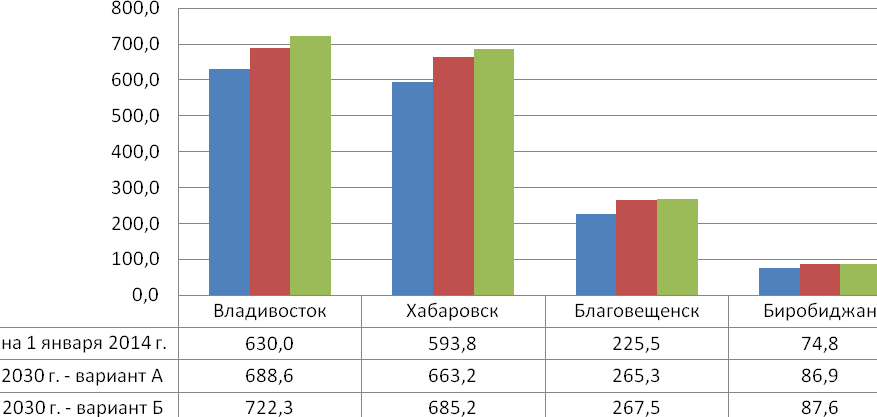 800,0
700,0
600,0
500,0
400,0
300,0
200,0
100,0
0,0
Владивосток Хабаровск Благовещенск Биробиджан
на 1 января 2014 г. 630,0 593,8 225,5 74,8
2030 г. - вариант А 688,6 663,2 265,3 86,9
2030 г. - вариант Б 722,3 685,2 267,5 87,6